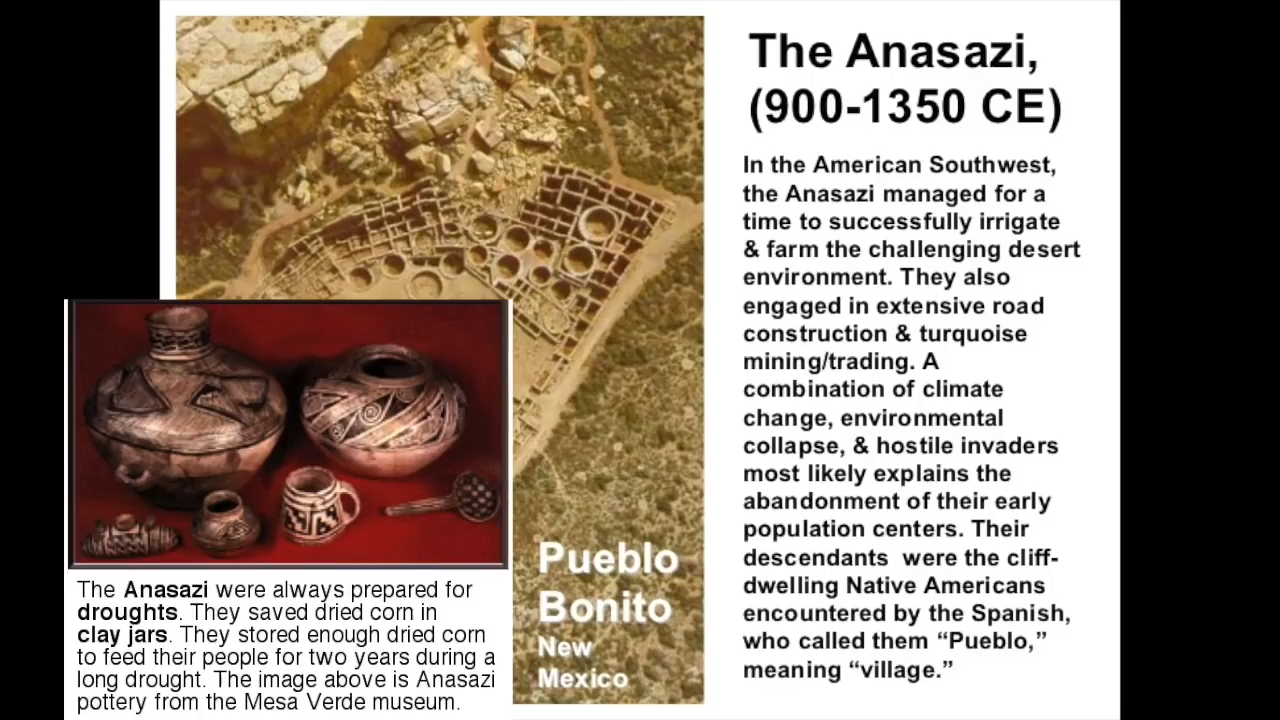 The Anasazi,
(900-1350 CE)
In the American Southwest,
the Anasazi managed for a
time to successfully irrigate
& farm the challenging desert
environment. They also
engaged in extensive road
construction & turquoise
mining/trading. A
combination of climate
change, environmental
collapse, & hostile invaders
most likely explains the
abandonment of their early
population centers. Their
descendants were the cliff-
dwelling Native Americans
encountered by the Spanish,
who called them “Pueblo,”
meaning “village.”
Pueblo
Bonito
New
Mexico
The Anasazi were always prepared for
droughts. They saved dried corn in
clay jars. They stored enough dried corn
to feed their people for two years during a
long drought. The image above is Anasazi
pottery from the Mesa Verde museum.